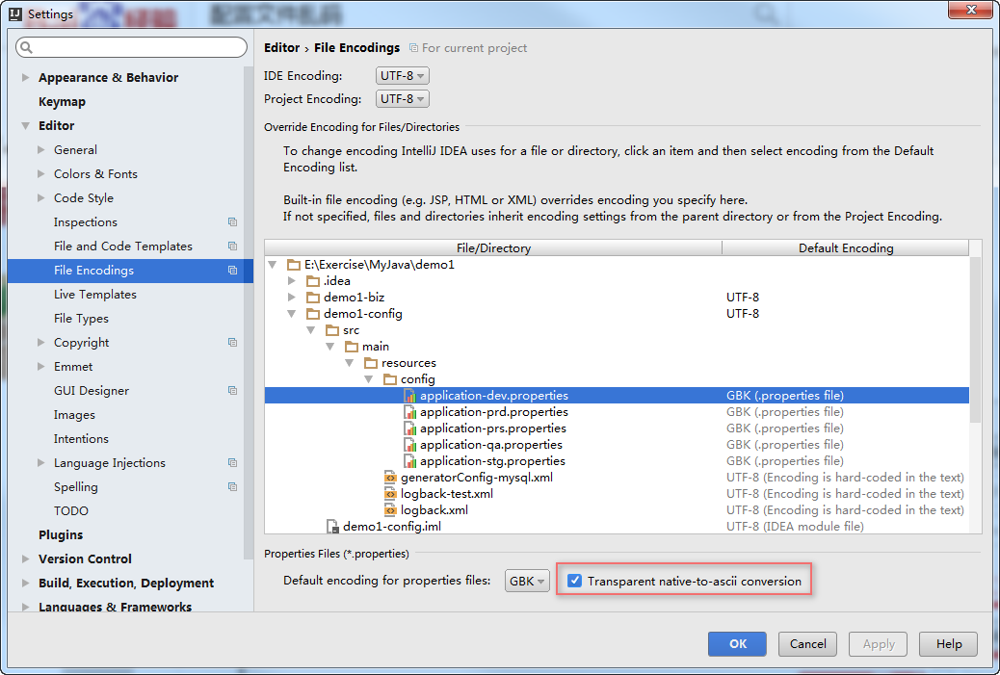 Settings
配置文件乱码
Appearance & Behavior
Keymap
Editor
General
Colors & Fonts
Code Style
Inspections
File and Code Templates
File Encodings
Live Templates
File Types
Copyright
Emmet
GUI Designer
Images
Intentions
Language Injections
Spelling
TODO
Plugins
Version Control
Build, Execution, Deployment
Languages & Frameworks
Editor › File Encodings For current project
IDE Encoding: UTF-8
Project Encoding: UTF-8
Override Encoding for Files/Directories
To change encoding IntelliJ IDEA uses for a file or directory, click an item and then select encoding from the Default
Encoding list.
Built-in file encoding (e.g. JSP, HTML or XML) overrides encoding you specify here.
If not specified, files and directories inherit encoding settings from the parent directory or from the Project Encoding.
File/Directory Default Encoding
E:\Exercise\MyJava\demo1
.idea
demo1-biz UTF-8
demo1-config UTF-8
src
main
resources
config
application-dev.properties GBK (.properties file)
application-prd.properties GBK (.properties file)
application-prs.properties GBK (.properties file)
application-qa.properties GBK (.properties file)
application-stg.properties GBK (.properties file)
generatorConfig-mysql.xml UTF-8 (Encoding is hard-coded in the text)
logback-test.xml UTF-8 (Encoding is hard-coded in the text)
logback.xml UTF-8 (Encoding is hard-coded in the text)
demo1-config.iml UTF-8 (IDEA module file)
Properties Files (*.properties)
Default encoding for properties files: GBK Transparent native-to-ascii conversion
OK Cancel Apply Help